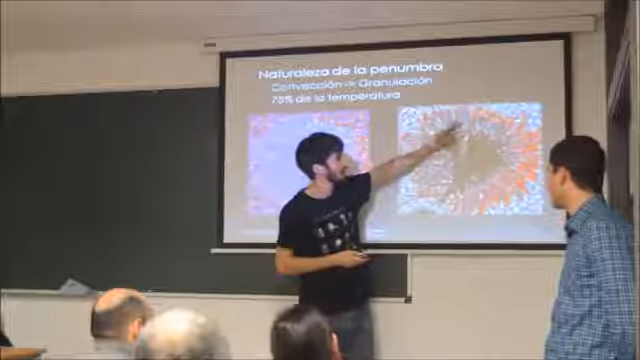 Naturaleza de la penumbra
Convección -> Granulación
75% de la temperatura